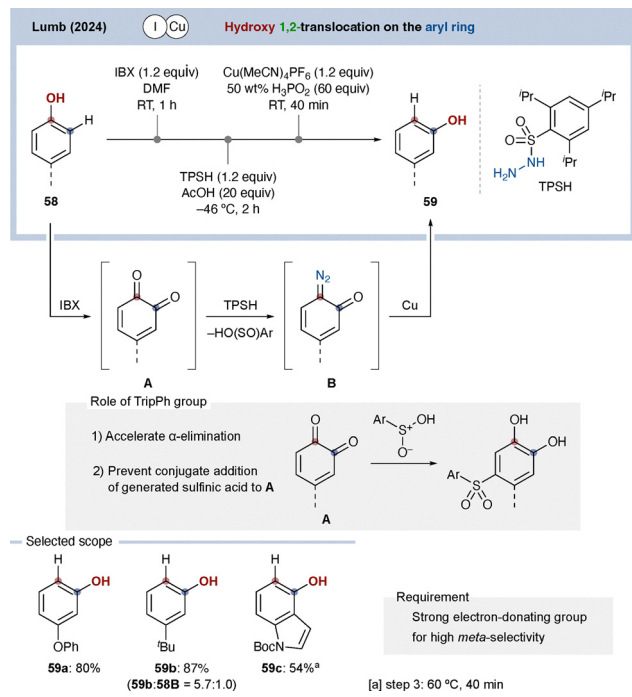 Lumb (2024) I Cu Hydroxy 1,2-translocation on the aryl ring
OH
H
58
IBX (1.2 equiv)
DMF
RT, 1 h
TPSH (1.2 equiv)
AcOH (20 equiv)
–46 ºC, 2 h
Cu(MeCN)4PF6 (1.2 equiv)
50 wt% H3PO2 (60 equiv)
RT, 40 min
H
OH
59
iPr
iPr
iPr
O
O
S
NH
H2N
TPSH
IBX
O
O
A
TPSH
–HO(SO)Ar
N2
O
B
Cu
Role of TripPh group
1) Accelerate α-elimination
2) Prevent conjugate addition
of generated sulfinic acid to A
O
O
A
Ar
S+
OH
O–
OH
OH
Ar
S
O
O
Selected scope
H
OH
OPh
59a: 80%
H
OH
tBu
59b: 87%
(59b:58B = 5.7:1.0)
H
OH
BocN
59c: 54%a
Requirement
Strong electron-donating group
for high meta-selectivity
[a] step 3: 60 ºC, 40 min